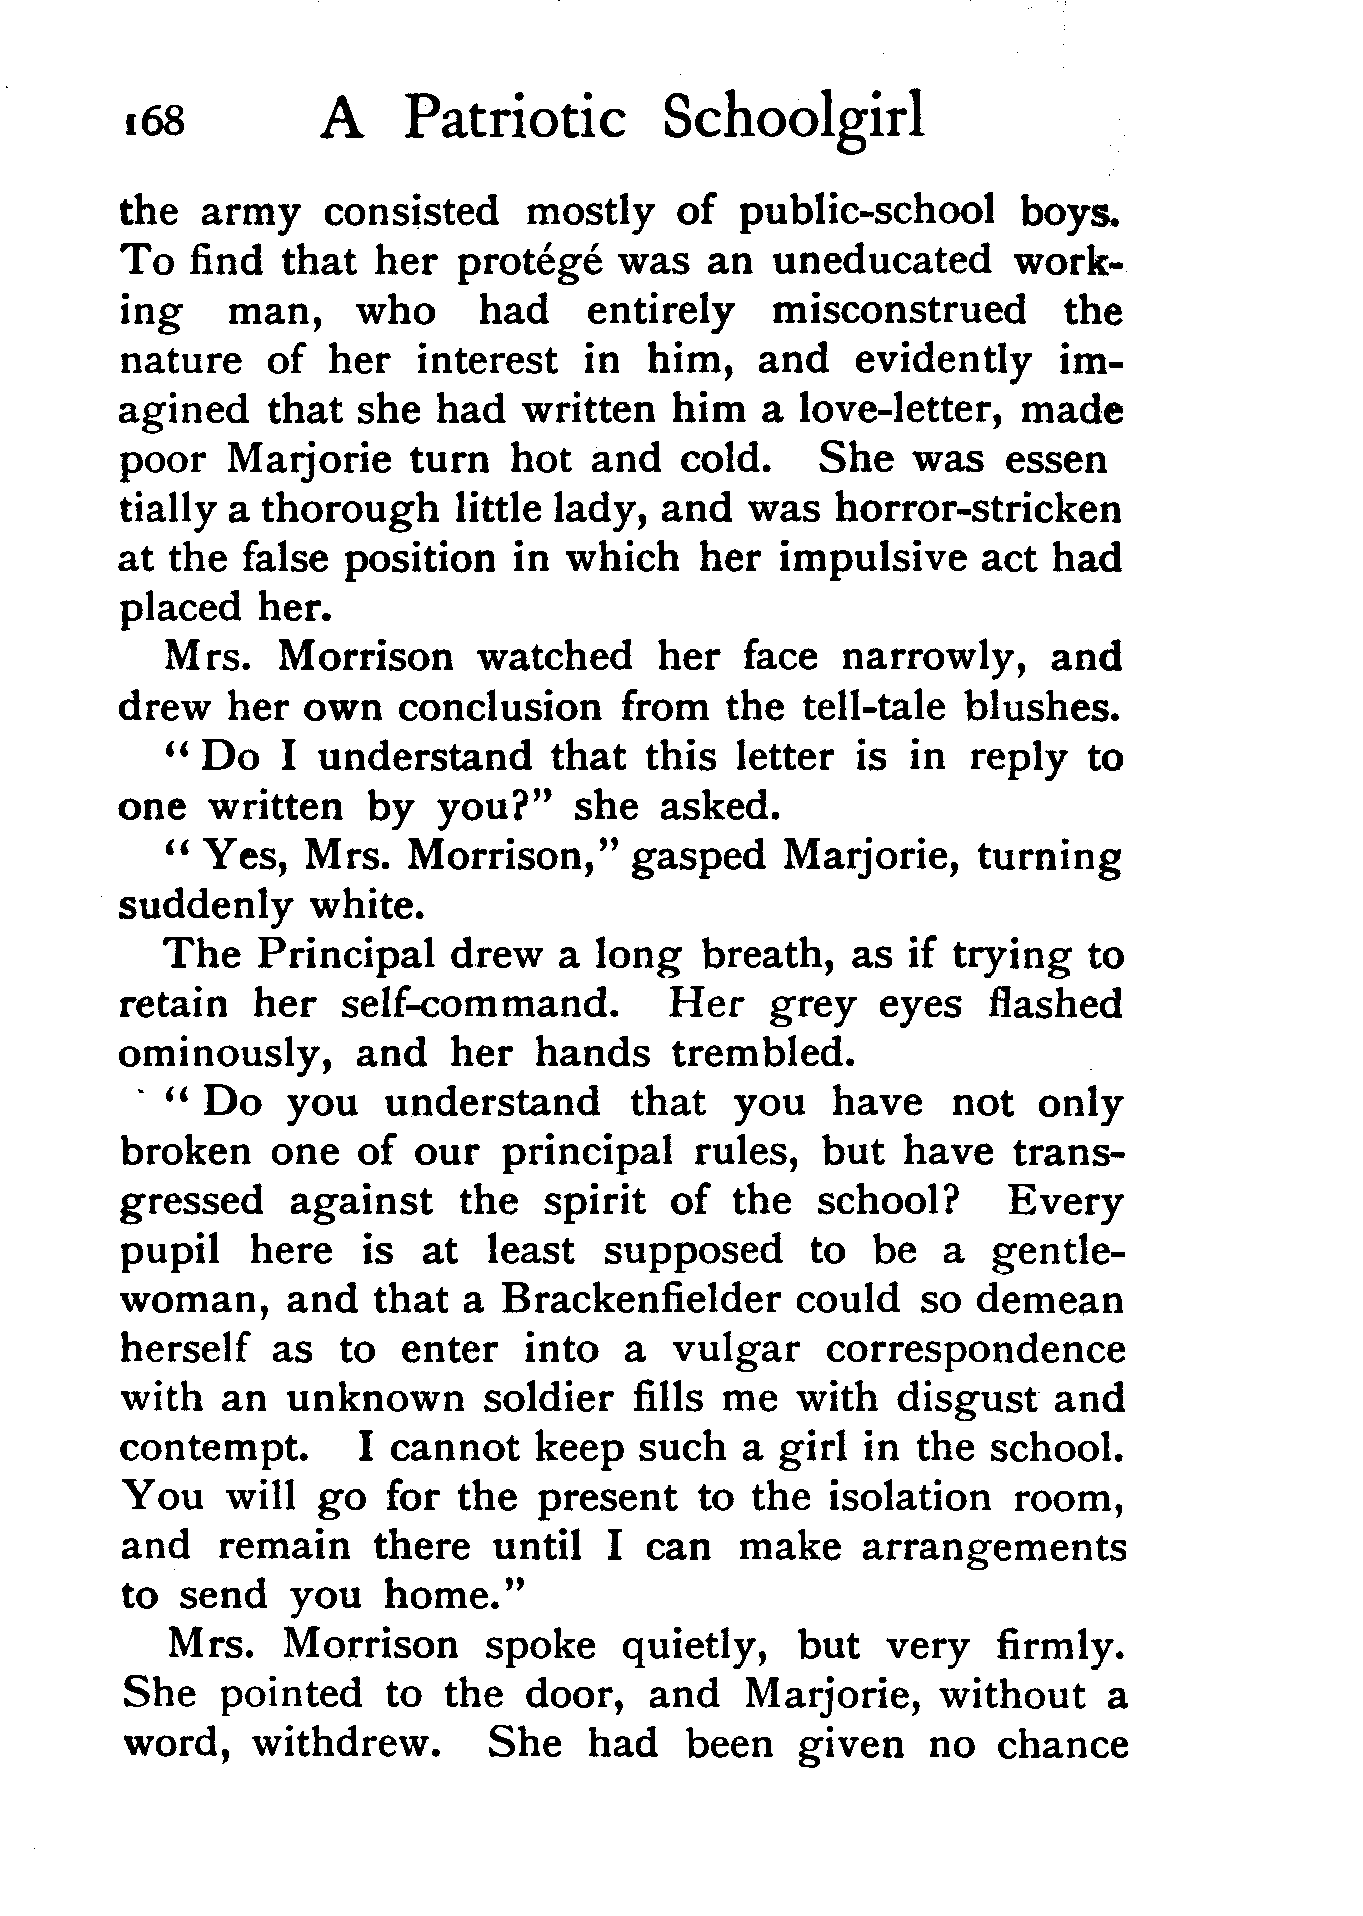 168 A Patriotic Schoolgirl
the army consisted mostly of public-school boys.
To find that her protégé was an uneducated work-
ing man, who had entirely misconstrued the
nature of her interest in him, and evidently im-
agined that she had written him a love-letter, made
poor Marjorie turn hot and cold. She was essen
tially a thorough little lady, and was horror-stricken
at the false position in which her impulsive act had
placed her.
Mrs. Morrison watched her face narrowly, and
drew her own conclusion from the tell-tale blushes.
“Do I understand that this letter is in reply to
one written by you?” she asked.
“Yes, Mrs. Morrison,” gasped Marjorie, turning
suddenly white.
The Principal drew a long breath, as if trying to
retain her self-command. Her grey eyes flashed
ominously, and her hands trembled.
“Do you understand that you have not only
broken one of our principal rules, but have trans-
gressed against the spirit of the school? Every
pupil here is at least supposed to be a gentle-
woman, and that a Brackenfielder could so demean
herself as to enter into a vulgar correspondence
with an unknown soldier fills me with disgust and
contempt. I cannot keep such a girl in the school.
You will go for the present to the isolation room,
and remain there until I can make arrangements
to send you home.”
Mrs. Morrison spoke quietly, but very firmly.
She pointed to the door, and Marjorie, without a
word, withdrew. She had been given no chance